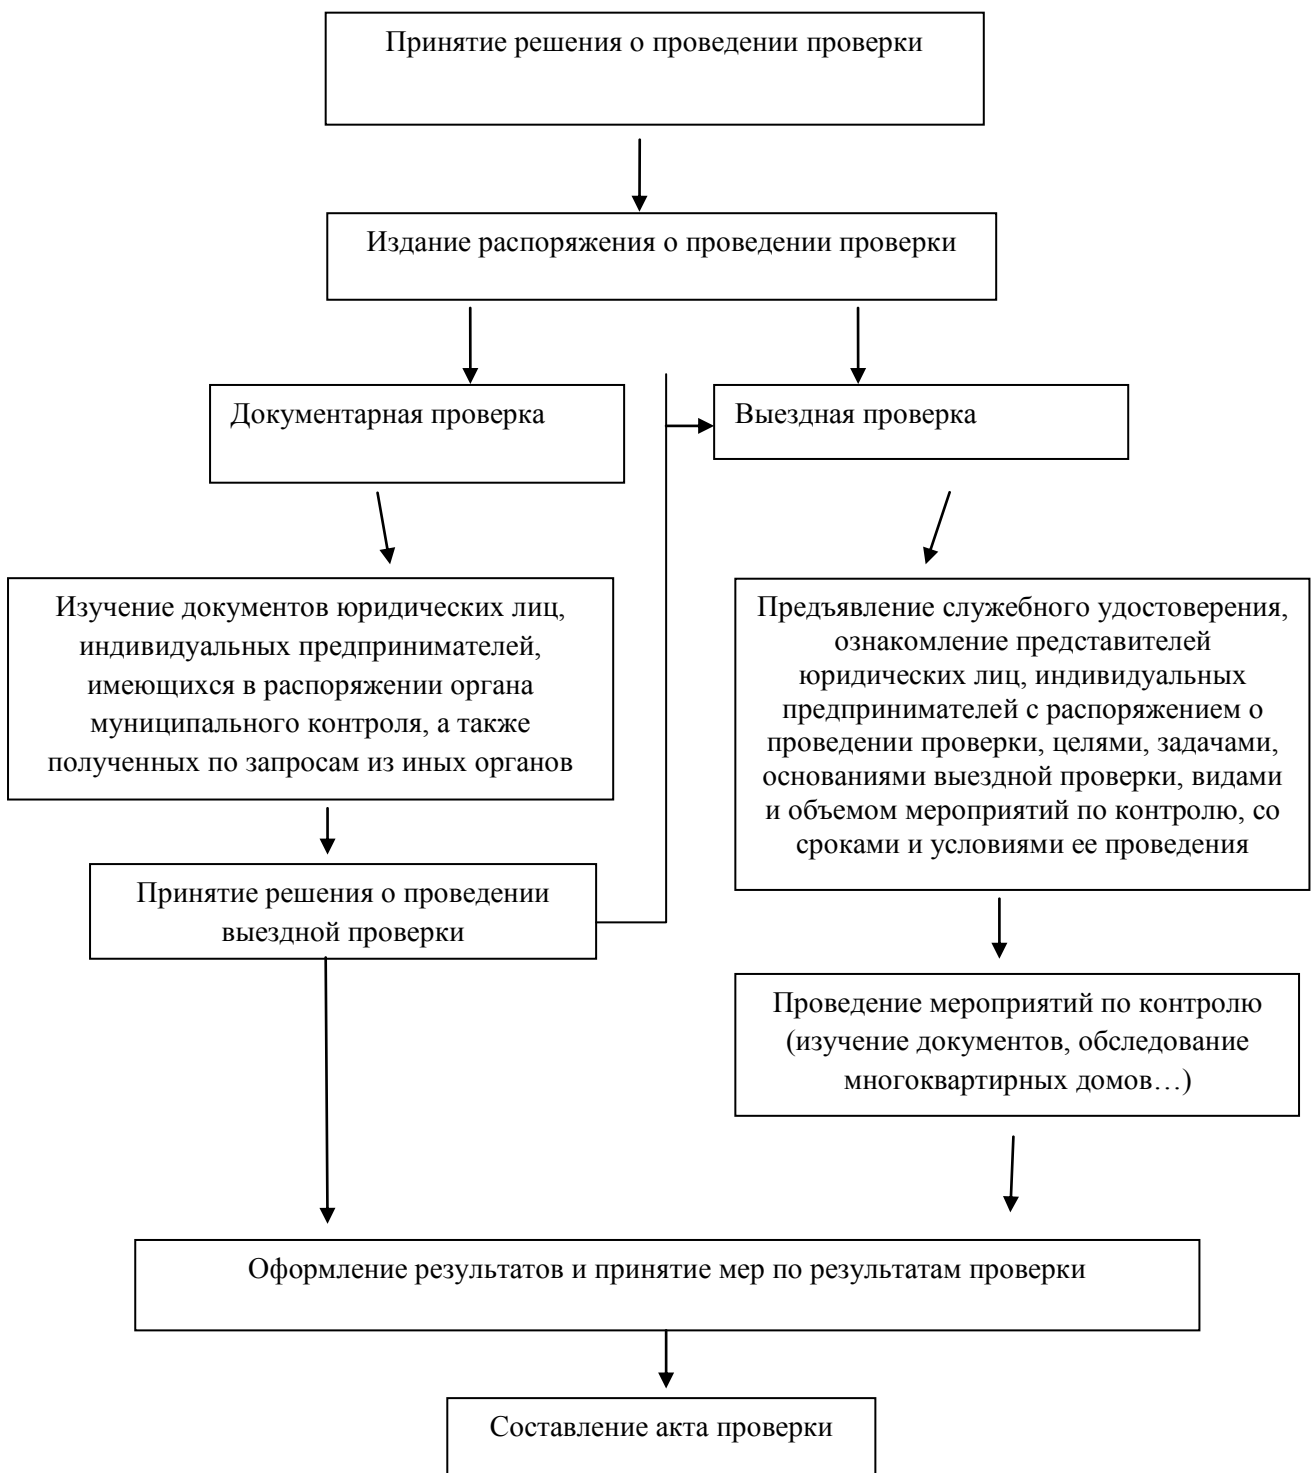 Принятие решения о проведении проверки
Издание распоряжения о проведении проверки
Документарная проверка
Выездная проверка
Изучение документов юридических лиц,
индивидуальных предпринимателей,
имеющихся в распоряжении органа
муниципального контроля, а также
полученных по запросам из иных органов
Предъявление служебного удостоверения,
ознакомление представителей
юридических лиц, индивидуальных
предпринимателей с распоряжением о
проведении проверки, целями, задачами,
основаниями выездной проверки, видами
и объемом мероприятий по контролю, со
сроками и условиями ее проведения
Принятие решения о проведении
выездной проверки
Проведение мероприятий по контролю
(изучение документов, обследование
многоквартирных домов…)
Оформление результатов и принятие мер по результатам проверки
Составление акта проверки